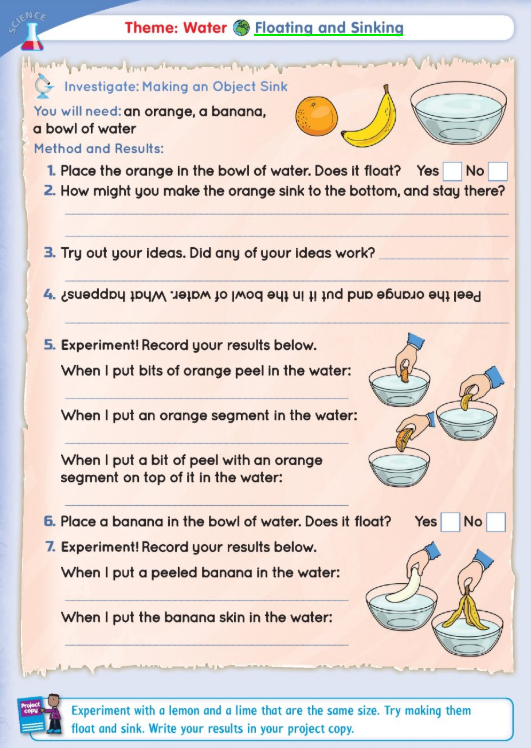 SCIENCE
Theme: Water Floating and Sinking
Investigate: Making an Object Sink
You will need: an orange, a banana,
a bowl of water
Method and Results:
1. Place the orange in the bowl of water. Does it float? Yes No
2. How might you make the orange sink to the bottom, and stay there?
3. Try out your ideas. Did any of your ideas work?
4. Peel the orange and put it in the bowl of water. What happens?
5. Experiment! Record your results below.
When I put bits of orange peel in the water:
When I put an orange segment in the water:
When I put a bit of peel with an orange
segment on top of it in the water:
6. Place a banana in the bowl of water. Does it float? Yes No
7. Experiment! Record your results below.
When I put a peeled banana in the water:
When I put the banana skin in the water:
Project
copy
Experiment with a lemon and a lime that are the same size. Try making them
float and sink. Write your results in your project copy.